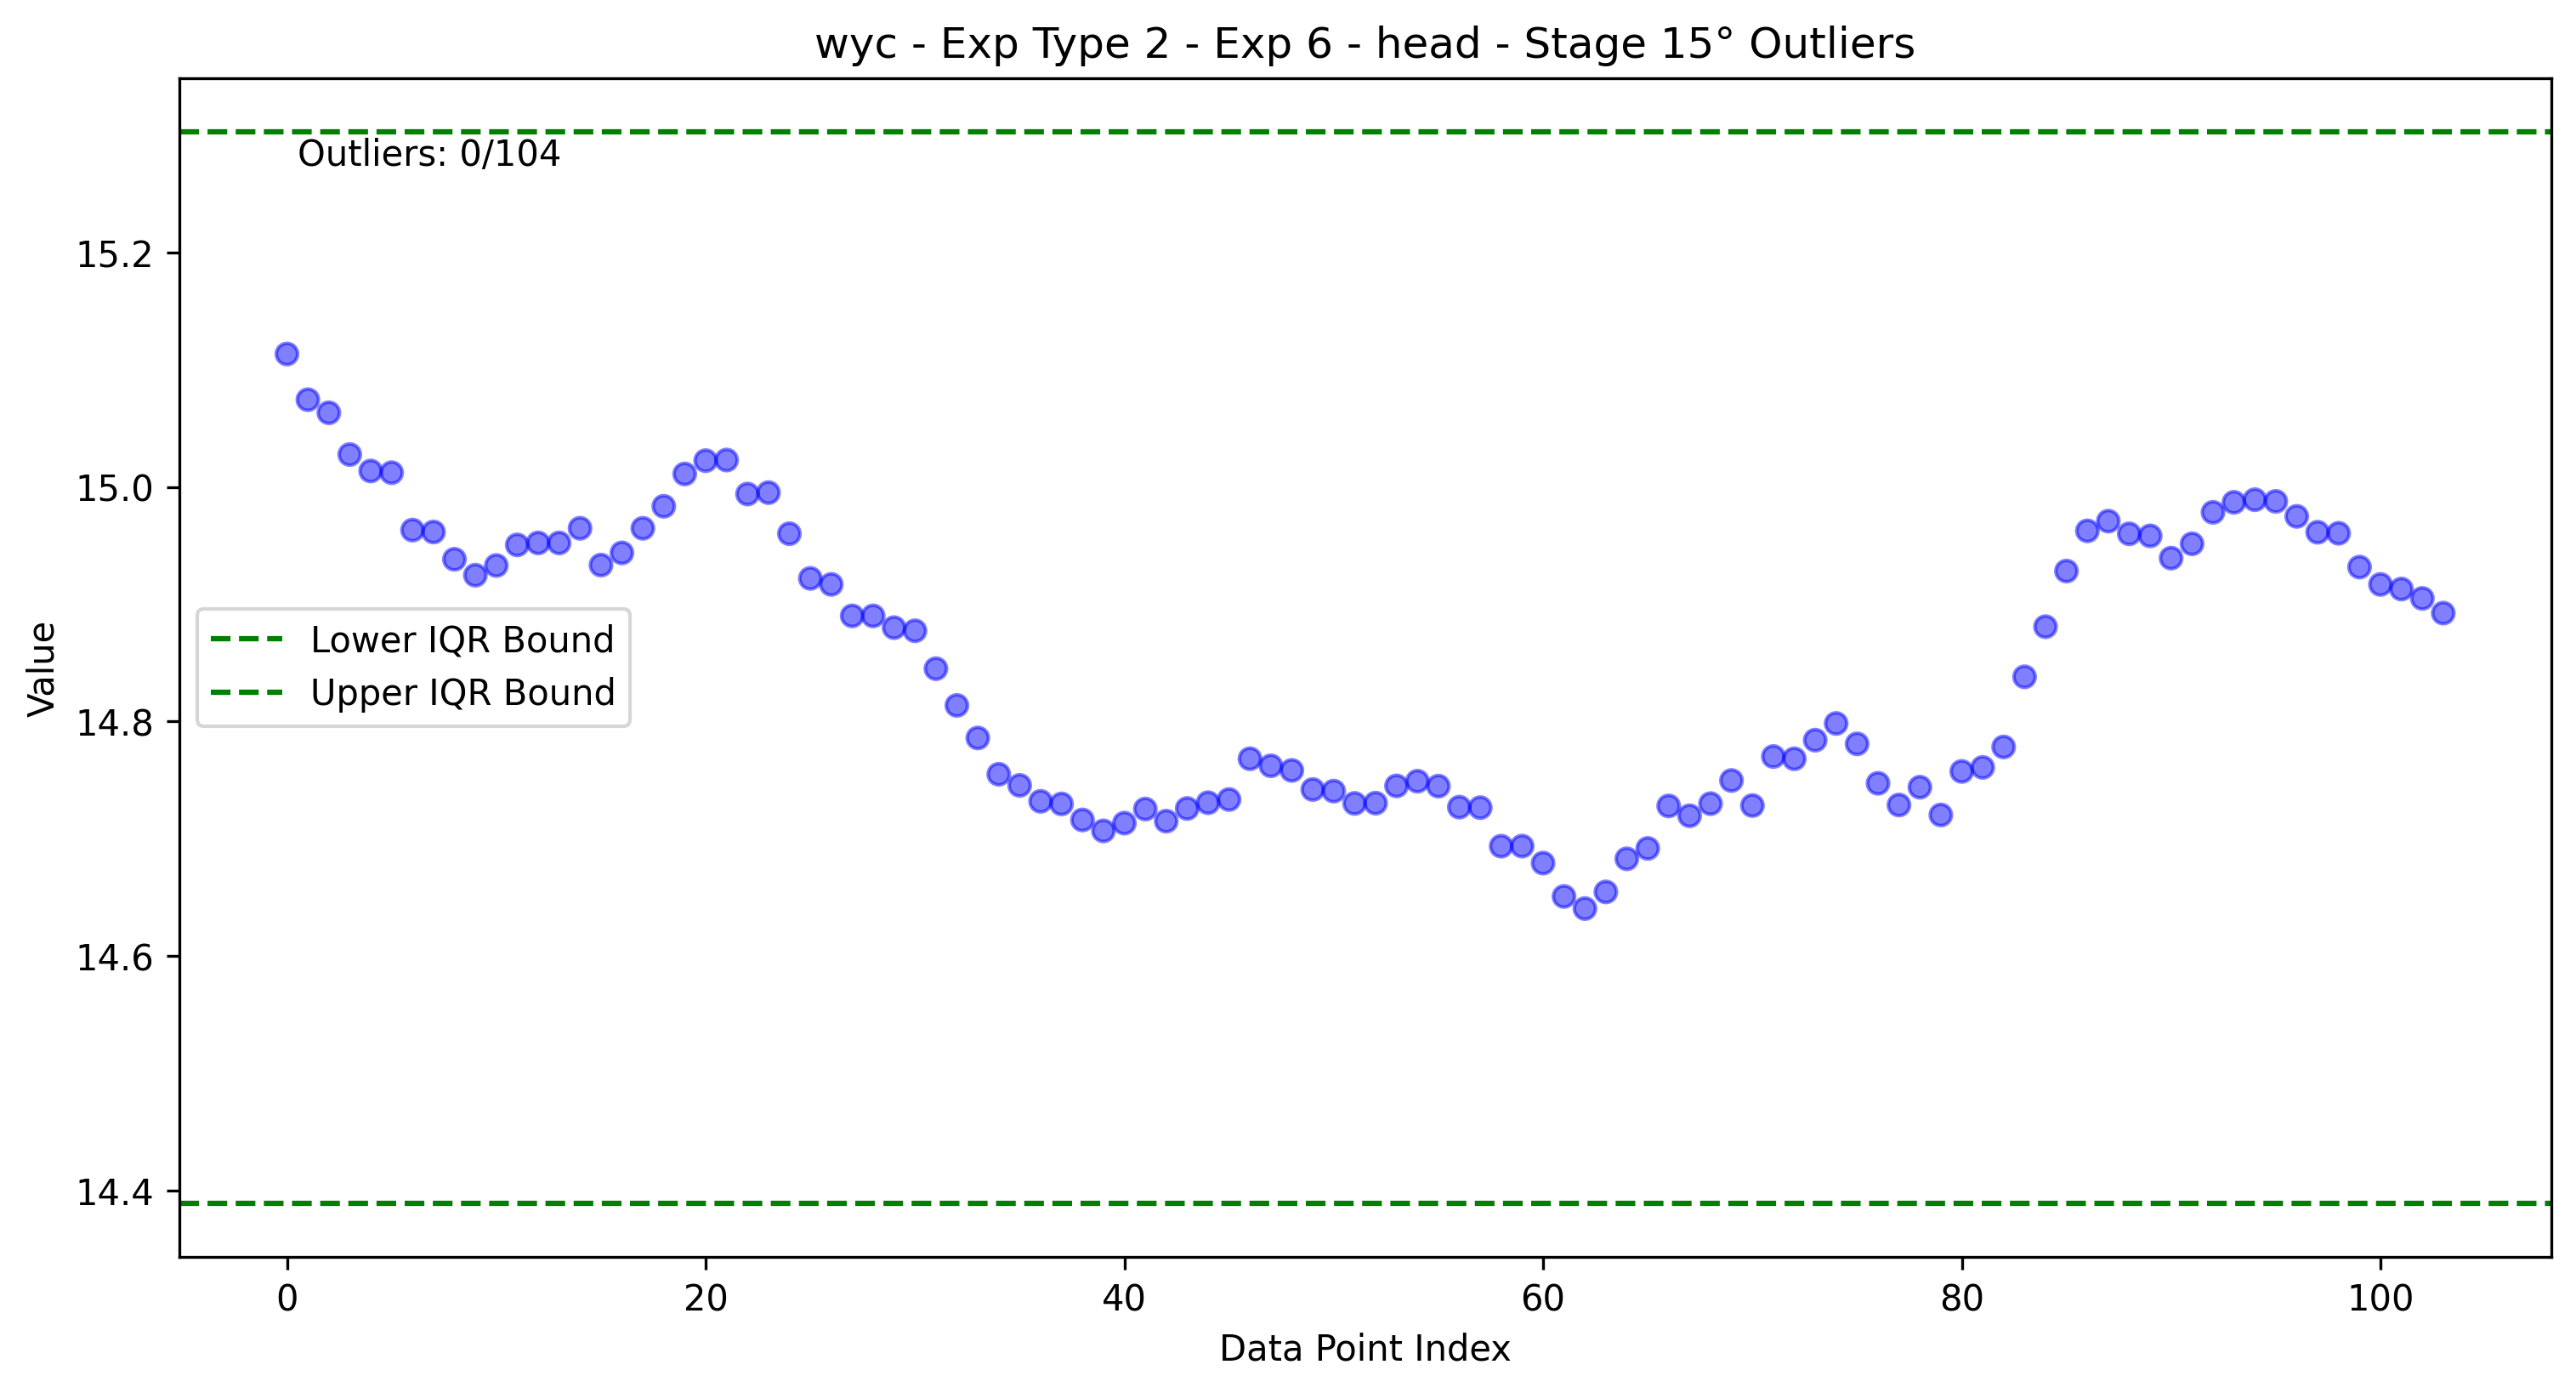 wyc - Exp Type 2 - Exp 6 - head - Stage 15° Outliers
Outliers: 0/104
15.2
15.0
14.8
14.6
14.4
Value
Lower IQR Bound
Upper IQR Bound
0 20 40 60 80 100
Data Point Index